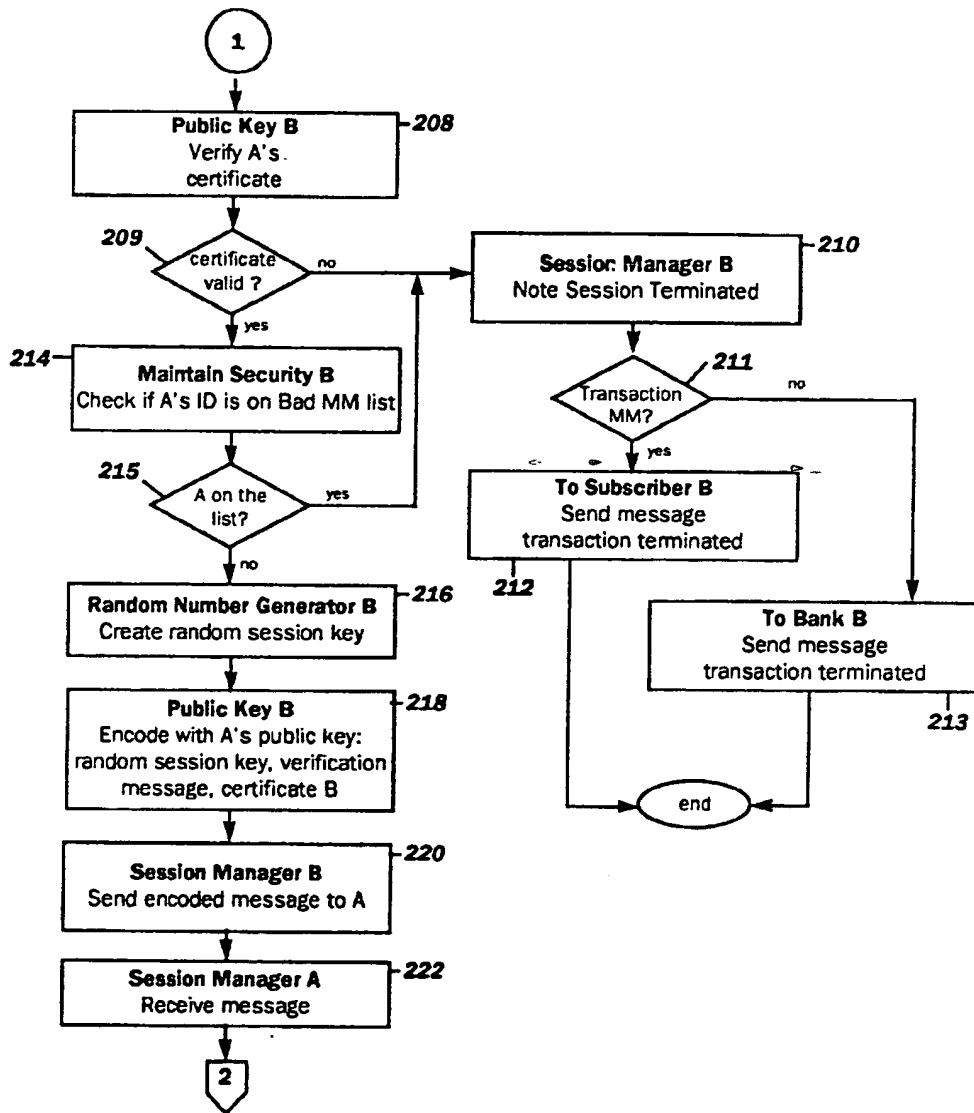 1
208
Public Key B
Verify A's
certificate
209
certificate
valid ?
no
yes
210
Session Manager B
Note Session Terminated
214
Maintain Security B
Check if A's ID is on Bad MM list
211
Transaction
MM?
no
yes
215
A on the
list?
yes
no
To Subscriber B
Send message
transaction terminated
212
216
Random Number Generator B
Create random session key
To Bank B
Send message
transaction terminated
213
218
Public Key B
Encode with A's public key:
random session key, verification
message, certificate B
end
220
Session Manager B
Send encoded message to A
222
Session Manager A
Receive message
2